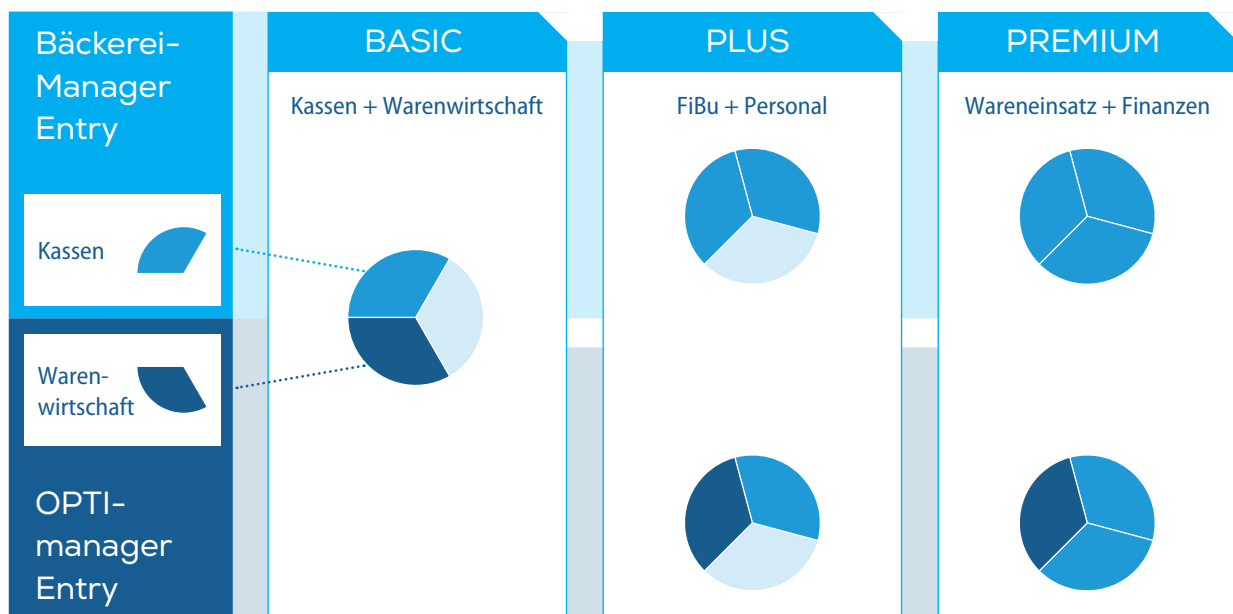 Bäckerei-
Manager
Entry
Kassen
Waren-
wirtschaft
OPTI-
manager
Entry
BASIC
Kassen + Warenwirtschaft
PLUS
FiBu + Personal
PREMIUM
Wareneinsatz + Finanzen